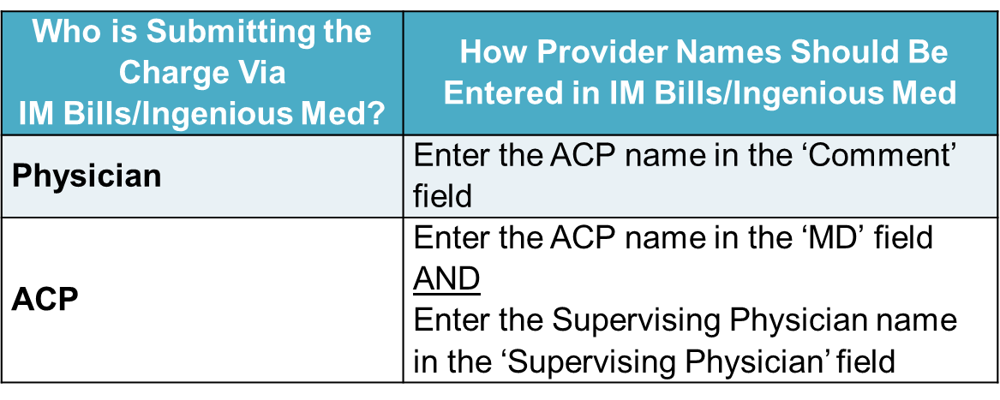 Who is Submitting the
Charge Via
IM Bills/Ingenious Med?
How Provider Names Should Be
Entered in IM Bills/Ingenious Med
Physician
Enter the ACP name in the ‘Comment’
field
ACP
Enter the ACP name in the ‘MD’ field
AND
Enter the Supervising Physician name
in the ‘Supervising Physician’ field